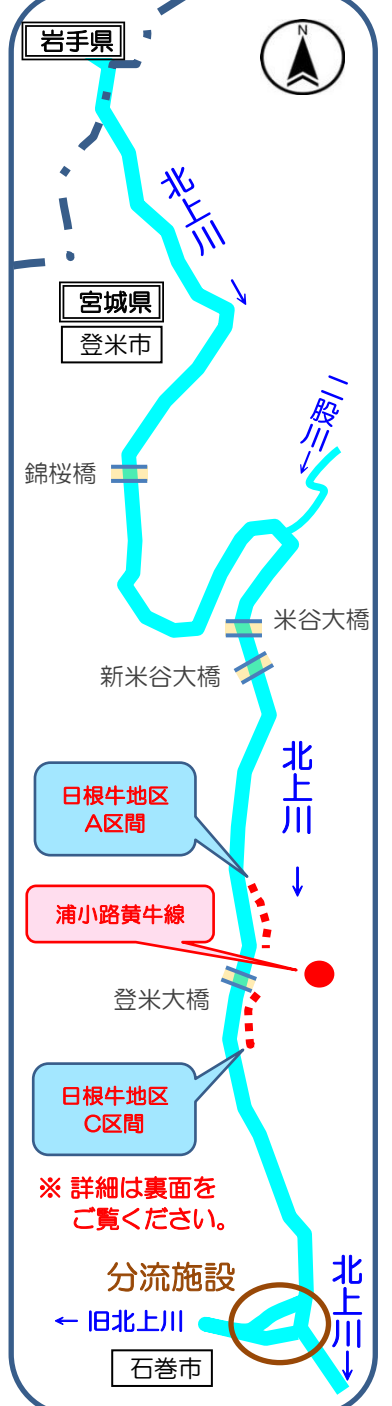 岩手県
N
北上川
↓
宮城県
登米市
二股川
↓
錦桜橋
米谷大橋
新米谷大橋
北上川
↓
日根牛地区
A区間
浦小路黄牛線
登米大橋
日根牛地区
C区間
※ 詳細は裏面を
ご覧ください。
分流施設
北上川
↓
← 旧北上川
石巻市